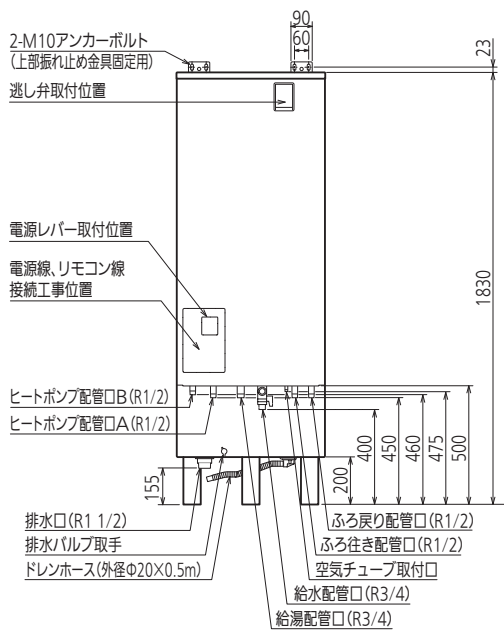 90
60
23
2-M10アンカーボルト
(上部振れ止め金具固定用)
逃し弁取付位置
1830
電源レバー取付位置
電源線、リモコン線
接続工事位置
ヒートポンプ配管口B(R1/2)
ヒートポンプ配管口A(R1/2)
155
200
400
450
460
475
500
排水口(R1 1/2)
排水バルブ取手
ドレンホース(外径Φ20×0.5m)
ふろ戻り配管口(R1/2)
ふろ往き配管口(R1/2)
空気チューブ取付口
給水配管口(R3/4)
給湯配管口(R3/4)